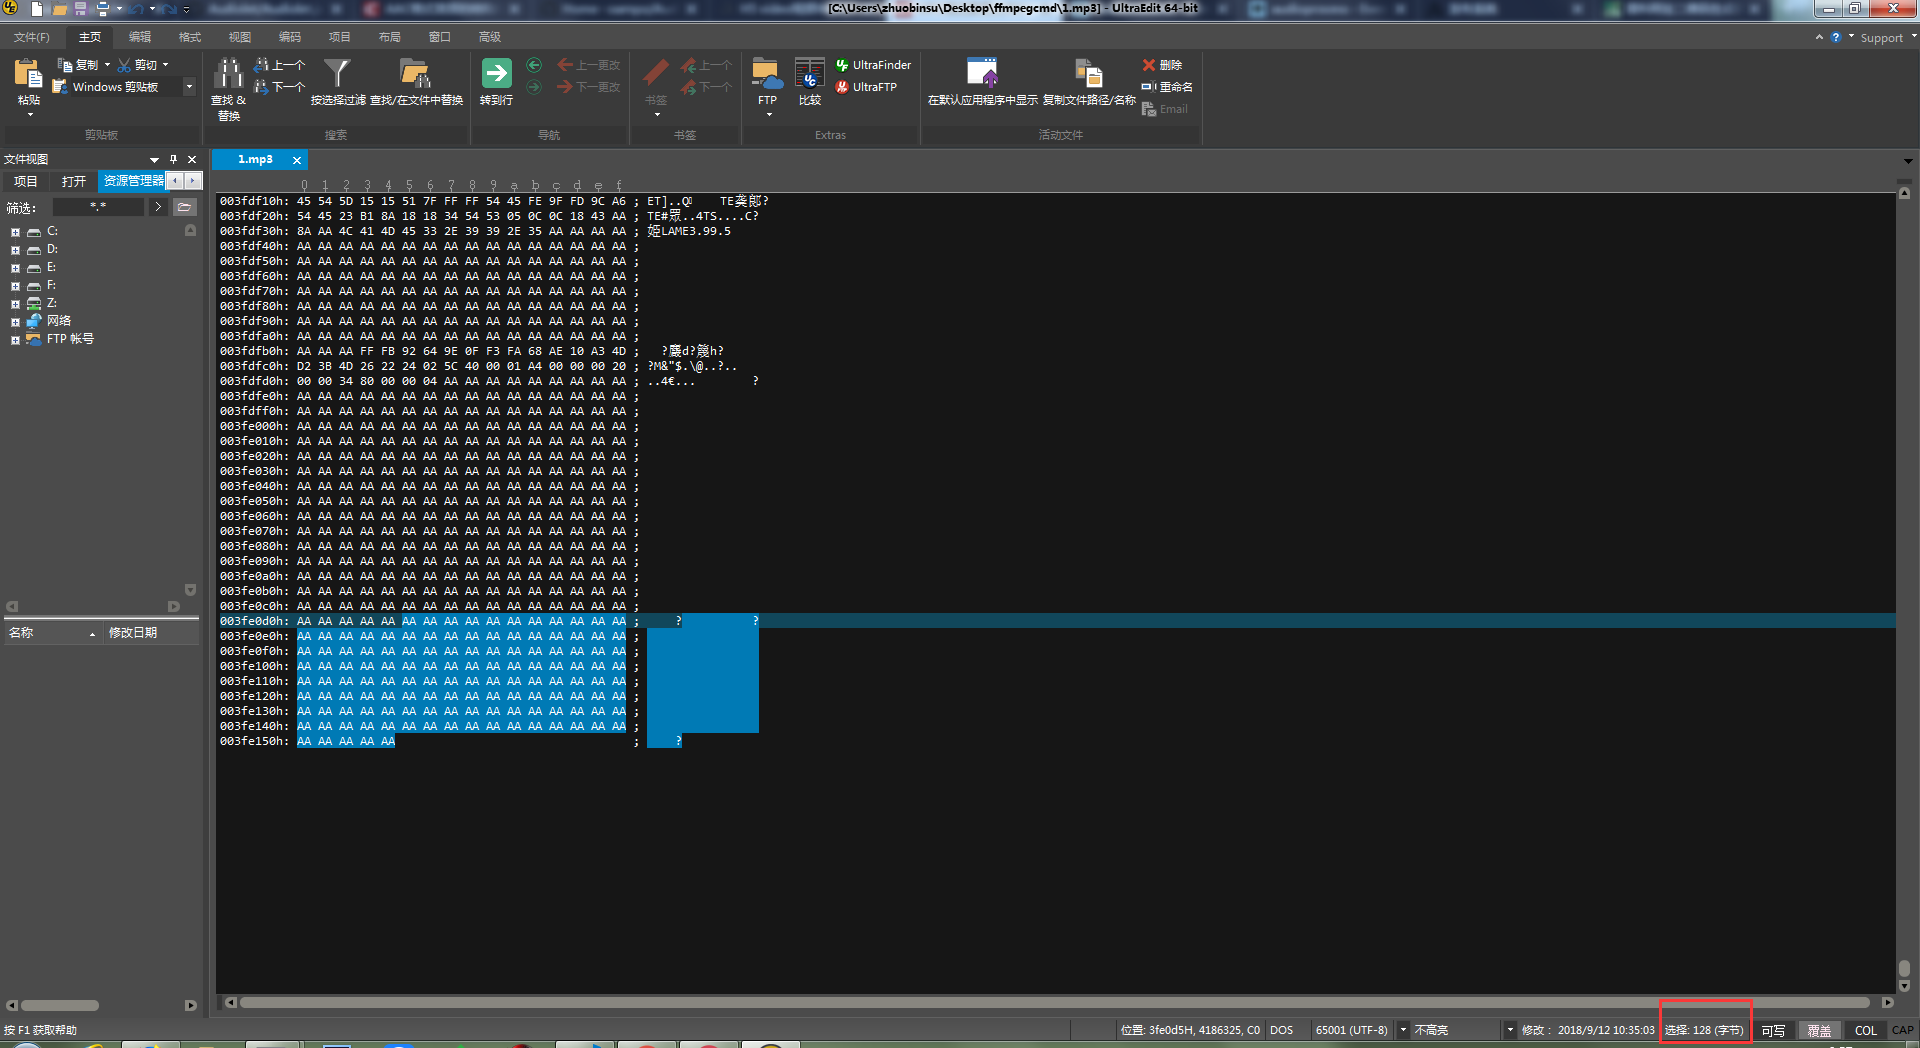 [C:\Users\zhuobinsu\Desktop\ffmpegcmd\1.mp3] - UltraEdit 64-bit
文件(F) 主页 编辑 格式 视图 编码 项目 布局 窗口 高级 Support
粘贴 复制 剪切 Windows 剪贴板 剪贴板
查找 & 替换 上一个 下一个 按选择过滤 查找/在文件中替换 搜索
转到行 上一更改 下一更改 导航
书签 上一个 下一个 书签
FTP 比较 UltraFinder UltraFTP Extras
在默认应用程序中显示 复制文件路径/名称 删除 重命名 Email 活动文件
文件视图
项目 打开 资源管理器
筛选: *.*
C:
D:
E:
F:
Z:
网络
FTP 帐号
名称 修改日期
1.mp3
0 1 2 3 4 5 6 7 8 9 a b c d e f
003fdf10h: 45 54 5D 15 15 51 7F FF FF 54 45 FE 9F FD 9C A6 ; ET]..Q
003fdf20h: 54 45 23 B1 8A 18 18 34 54 53 05 0C 0C 18 43 AA ; TE#眾..4TS....C?
003fdf30h: 8A AA 4C 41 4D 45 33 2E 39 39 2E 35 AA AA AA AA ; 姫LAME3.99.5
003fdf40h: AA AA AA AA AA AA AA AA AA AA AA AA AA AA AA AA ;
003fdf50h: AA AA AA AA AA AA AA AA AA AA AA AA AA AA AA AA ;
003fdf60h: AA AA AA AA AA AA AA AA AA AA AA AA AA AA AA AA ;
003fdf70h: AA AA AA AA AA AA AA AA AA AA AA AA AA AA AA AA ;
003fdf80h: AA AA AA AA AA AA AA AA AA AA AA AA AA AA AA AA ;
003fdf90h: AA AA AA AA AA AA AA AA AA AA AA AA AA AA AA AA ;
003fdfa0h: AA AA AA AA AA AA AA AA AA AA AA AA AA AA AA AA ;
003fdfb0h: AA AA AA FF FB 92 64 9E 0F F3 FA 68 AE 10 A3 4D ;
003fdfc0h: D2 3B 4D 26 22 24 02 5C 40 00 01 A4 00 00 00 20 ; ?M&"$.\@..?..
003fdfd0h: 00 00 34 80 00 00 04 AA AA AA AA AA AA AA AA AA ; ..4€... ?
003fdfe0h: AA AA AA AA AA AA AA AA AA AA AA AA AA AA AA AA ;
003fdff0h: AA AA AA AA AA AA AA AA AA AA AA AA AA AA AA AA ;
003fe000h: AA AA AA AA AA AA AA AA AA AA AA AA AA AA AA AA ;
003fe010h: AA AA AA AA AA AA AA AA AA AA AA AA AA AA AA AA ;
003fe020h: AA AA AA AA AA AA AA AA AA AA AA AA AA AA AA AA ;
003fe030h: AA AA AA AA AA AA AA AA AA AA AA AA AA AA AA AA ;
003fe040h: AA AA AA AA AA AA AA AA AA AA AA AA AA AA AA AA ;
003fe050h: AA AA AA AA AA AA AA AA AA AA AA AA AA AA AA AA ;
003fe060h: AA AA AA AA AA AA AA AA AA AA AA AA AA AA AA AA ;
003fe070h: AA AA AA AA AA AA AA AA AA AA AA AA AA AA AA AA ;
003fe080h: AA AA AA AA AA AA AA AA AA AA AA AA AA AA AA AA ;
003fe090h: AA AA AA AA AA AA AA AA AA AA AA AA AA AA AA AA ;
003fe0a0h: AA AA AA AA AA AA AA AA AA AA AA AA AA AA AA AA ;
003fe0b0h: AA AA AA AA AA AA AA AA AA AA AA AA AA AA AA AA ;
003fe0c0h: AA AA AA AA AA AA AA AA AA AA AA AA AA AA AA AA ;
003fe0d0h: AA AA AA AA AA AA AA AA AA AA AA AA AA AA AA AA ; ? ?
003fe0e0h: AA AA AA AA AA AA AA AA AA AA AA AA AA AA AA AA ;
003fe0f0h: AA AA AA AA AA AA AA AA AA AA AA AA AA AA AA AA ;
003fe100h: AA AA AA AA AA AA AA AA AA AA AA AA AA AA AA AA ;
003fe110h: AA AA AA AA AA AA AA AA AA AA AA AA AA AA AA AA ;
003fe120h: AA AA AA AA AA AA AA AA AA AA AA AA AA AA AA AA ;
003fe130h: AA AA AA AA AA AA AA AA AA AA AA AA AA AA AA AA ;
003fe140h: AA AA AA AA AA AA AA AA AA AA AA AA AA AA AA AA ;
003fe150h: AA AA AA AA AA ; ?
按 F1 获取帮助 位置: 3fe0d5H, 4186325, C0 DOS 65001 (UTF-8) 不高亮 修改: 2018/9/12 10:35:03 选择: 128 (字节) 可写 覆盖 COL CAP